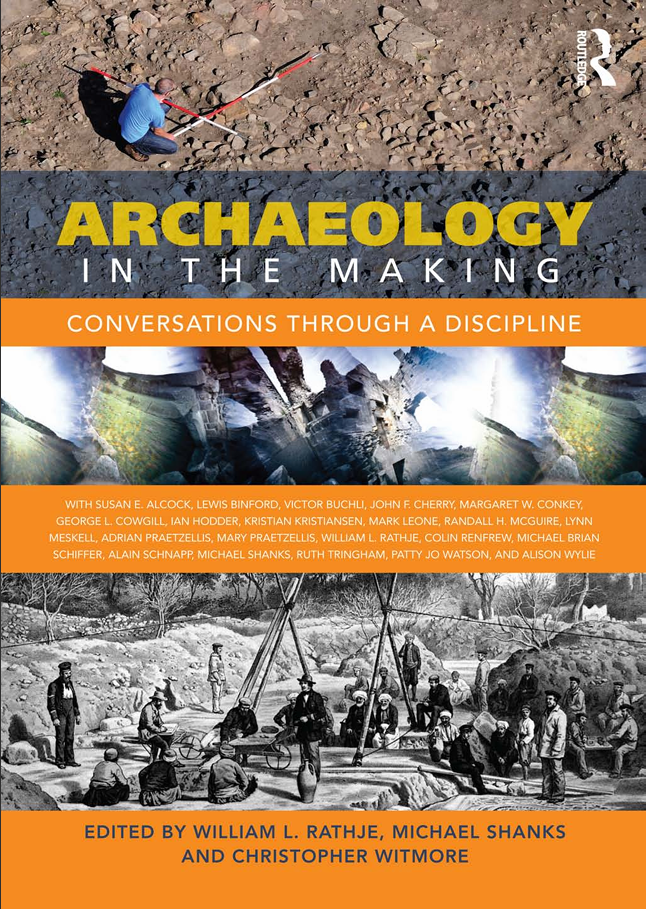 ROUTLEDGE
ARCHAEOLOGY
IN THE MAKING
CONVERSATIONS THROUGH A DISCIPLINE
WITH SUSAN E. ALCOCK, LEWIS BINFORD, VICTOR BUCHLI, JOHN F. CHERRY, MARGARET W. CONKEY,
GEORGE L. COWGILL, IAN HODDER, KRISTIAN KRISTIANSEN, MARK LEONE, RANDALL H. MCGUIRE, LYNN
MESKELL, ADRIAN PRAETZELLIS, MARY PRAETZELLIS, WILLIAM L. RATHJE, COLIN RENFREW, MICHAEL BRIAN
SCHIFFER, ALAIN SCHNAPP, MICHAEL SHANKS, RUTH TRINGHAM, PATTY JO WATSON, AND ALISON WYLIE
EDITED BY WILLIAM L. RATHJE, MICHAEL SHANKS
AND CHRISTOPHER WITMORE